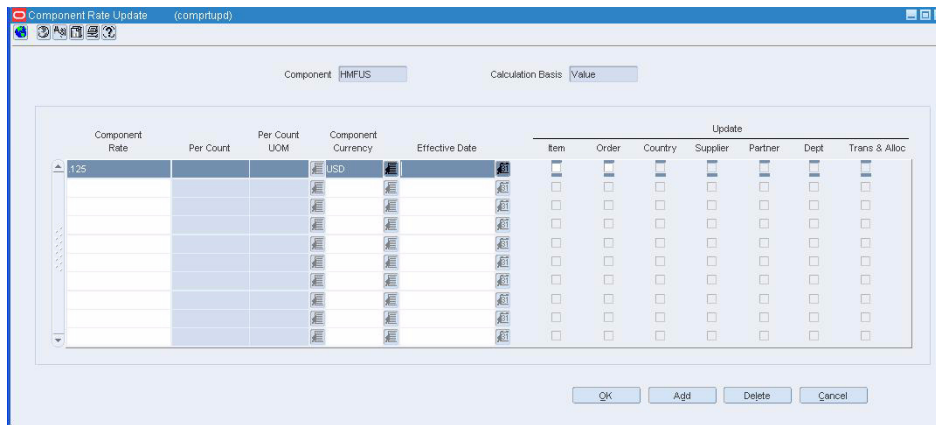 Component Rate Update (comprtupd)
Component HMFUS Calculation Basis Value
Update
Component Rate Per Count Per Count UOM Component Currency Effective Date Item Order Country Supplier Partner Dept Trans & Alloc
125 USD
OK Add Delete Cancel